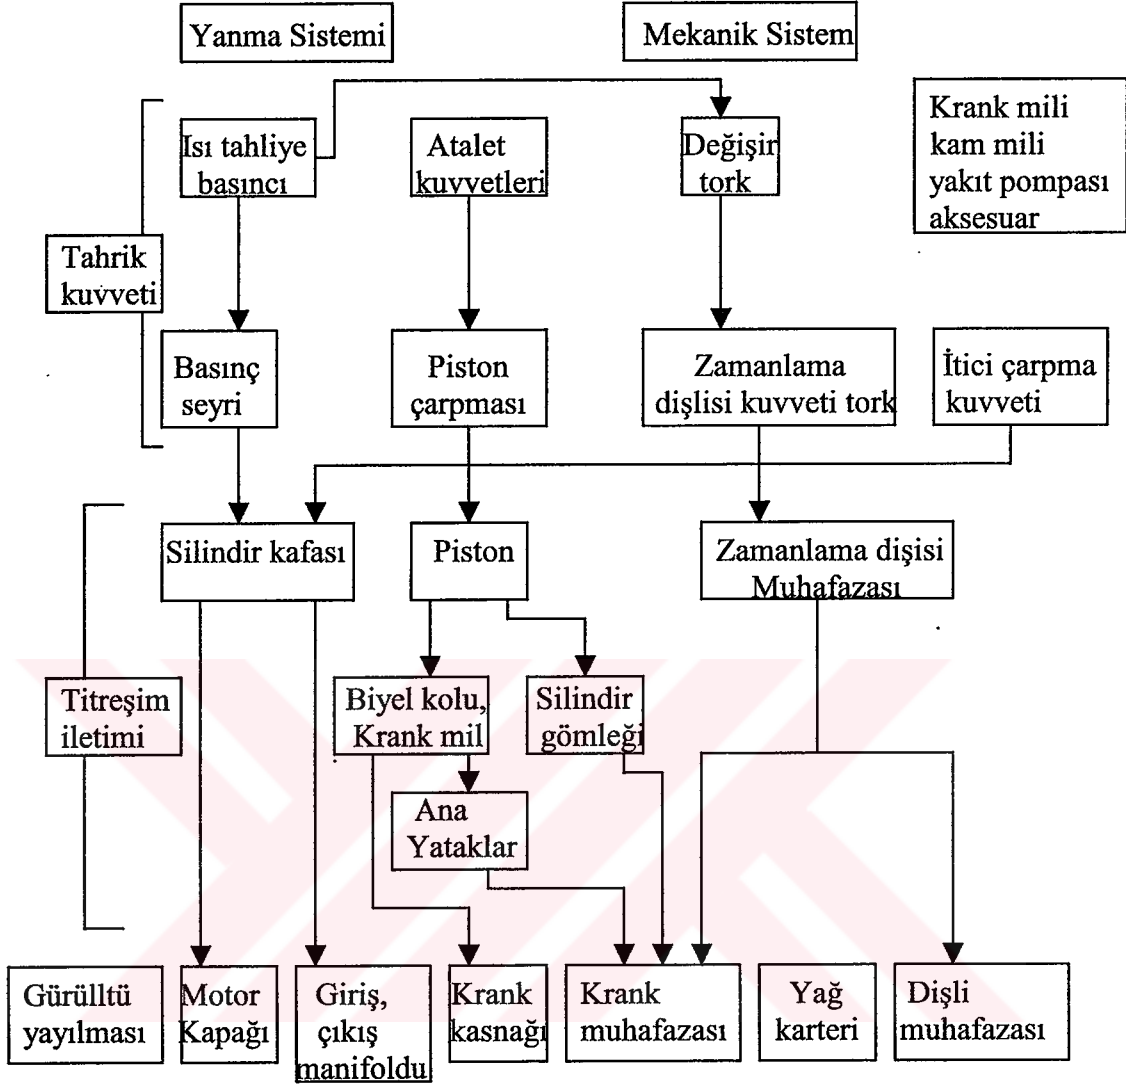 Yanma Sistemi
Mekanik Sistem
Isı tahliye
basıncı
Atalet
kuvvetleri
Değişir
tork
Krank mili
kam mili
yakıt pompası
aksesuar
Tahrik
kuvveti
Basınç
seyri
Piston
çarpması
Zamanlama
dişlisi kuvveti tork
İtici çarpma
kuvveti
Silindir kafası
Piston
Zamanlama dişisi
Muhafazası
Titreşim
iletimi
Biyel kolu,
Krank mil
Silindir
gömleği
Ana
Yataklar
Gürülltü
yayılması
Motor
Kapağı
Giriş,
çıkış
manifoldu
Krank
kasnağı
Krank
muhafazası
Yağ
karteri
Dişli
muhafazası